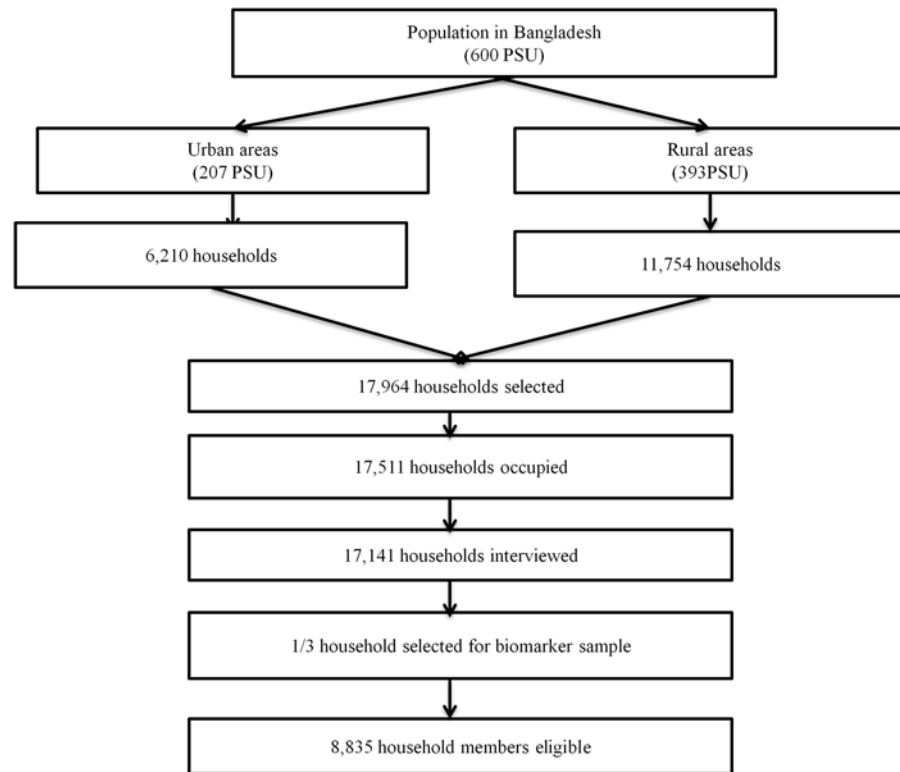 Population in Bangladesh
(600 PSU)
Urban areas
(207 PSU)
Rural areas
(393PSU)
6,210 households
11,754 households
17,964 households selected
17,511 households occupied
17,141 households interviewed
1/3 household selected for biomarker sample
8,835 household members eligible